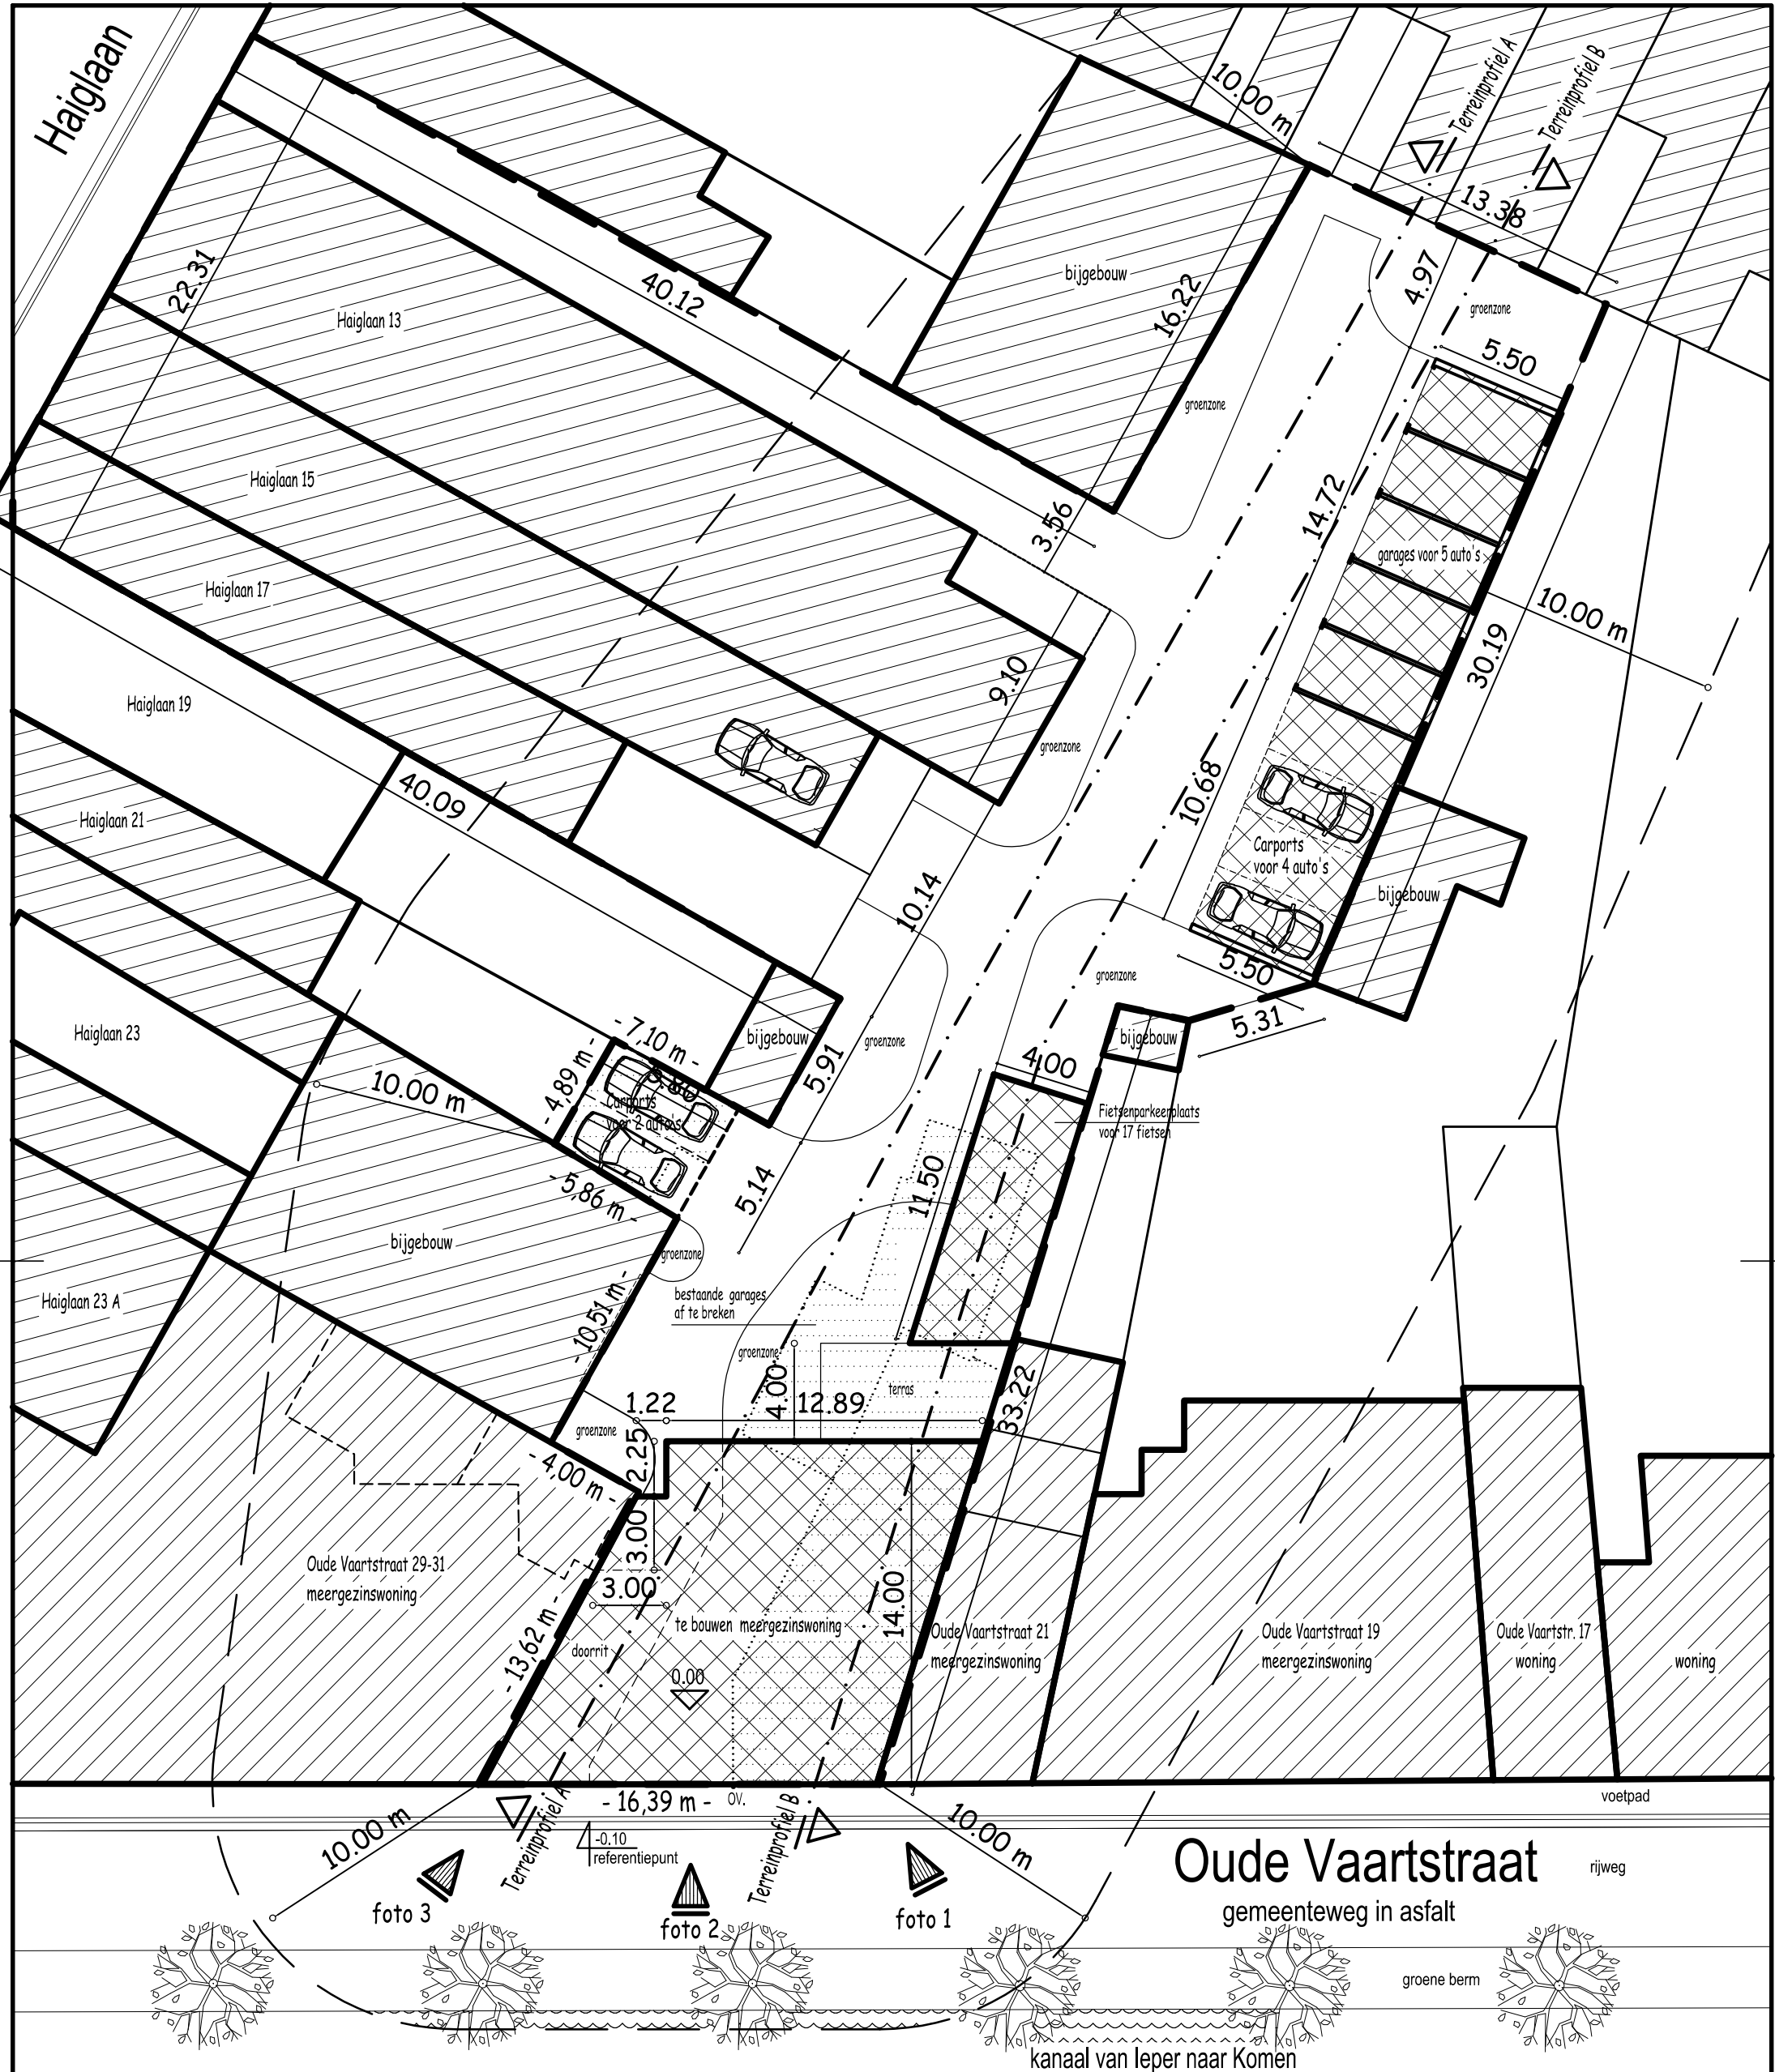 Haiglaan
10.00 m
Terreinprofiel A
Terreinprofiel B
13.38
22.31
40.12
bijgebouw
16.22
4.97
groenzone
Haiglaan 13
5.50
groenzone
Haiglaan 15
14.72
3.56
garages voor 5 auto's
Haiglaan 17
10.00 m
30.19
9.10
Haiglaan 19
groenzone
40.09
10.68
Haiglaan 21
Carports
voor 4 auto's
bijgebouw
10.14
5.50
groenzone
Haiglaan 23
- 7,10 m -
bijgebouw
groenzone
5.31
bijgebouw
- 4,89 m -
10.00 m
5.91
4.00
Carports
voor 2 auto's
Fietsenparkeerplaats
voor 17 fietsen
- 5,86 m -
5.14
11.50
bijgebouw
groenzone
Haiglaan 23 A
bestaande garages
af te breken
- 10,51 m -
groenzone
4.00
terras
1.22
12.89
33.22
groenzone
2.25
- 4,00 m -
3.00
Oude Vaartstraat 29-31
meergezinswoning
3.00
14.00
te bouwen meergezinswoning
- 13,62 m -
doorrit
0.00
Oude Vaartstraat 21
meergezinswoning
Oude Vaartstraat 19
meergezinswoning
Oude Vaartstr. 17
woning
woning
- 16,39 m -
OV.
voetpad
10.00 m
Terreinprofiel A
-0.10
referentiepunt
Terreinprofiel B
10.00 m
Oude Vaartstraat
rijweg
gemeenteweg in asfalt
foto 3
foto 2
foto 1
groene berm
kanaal van Ieper naar Komen